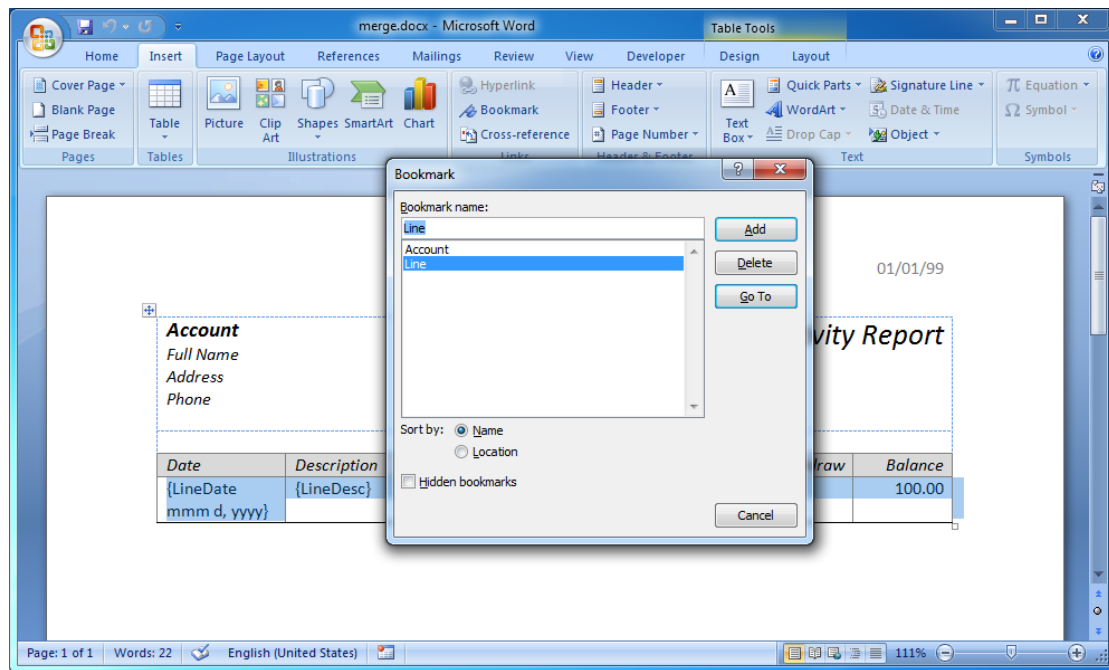 merge.docx - Microsoft Word
Table Tools
Home Insert Page Layout References Mailings Review View Developer Design Layout
Cover Page
Blank Page
Page Break
Pages
Table
Tables
Picture
Clip Art
Shapes
SmartArt
Chart
Illustrations
Hyperlink
Bookmark
Cross-reference
Links
Header
Footer
Page Number
Header & Footer
Text Box
Quick Parts
WordArt
Drop Cap
Signature Line
Date & Time
Object
Text
Equation
Symbol
Symbols
Bookmark
Bookmark name:
Line
Account
Line
Add
Delete
Go To
Sort by: Name
Location
Hidden bookmarks
Cancel
01/01/99
Account
Full Name
Address
Phone
vity Report
Date Description raw Balance
{LineDate {LineDesc} 100.00
mmm d, yyyy}
Page: 1 of 1 Words: 22 English (United States) 111%